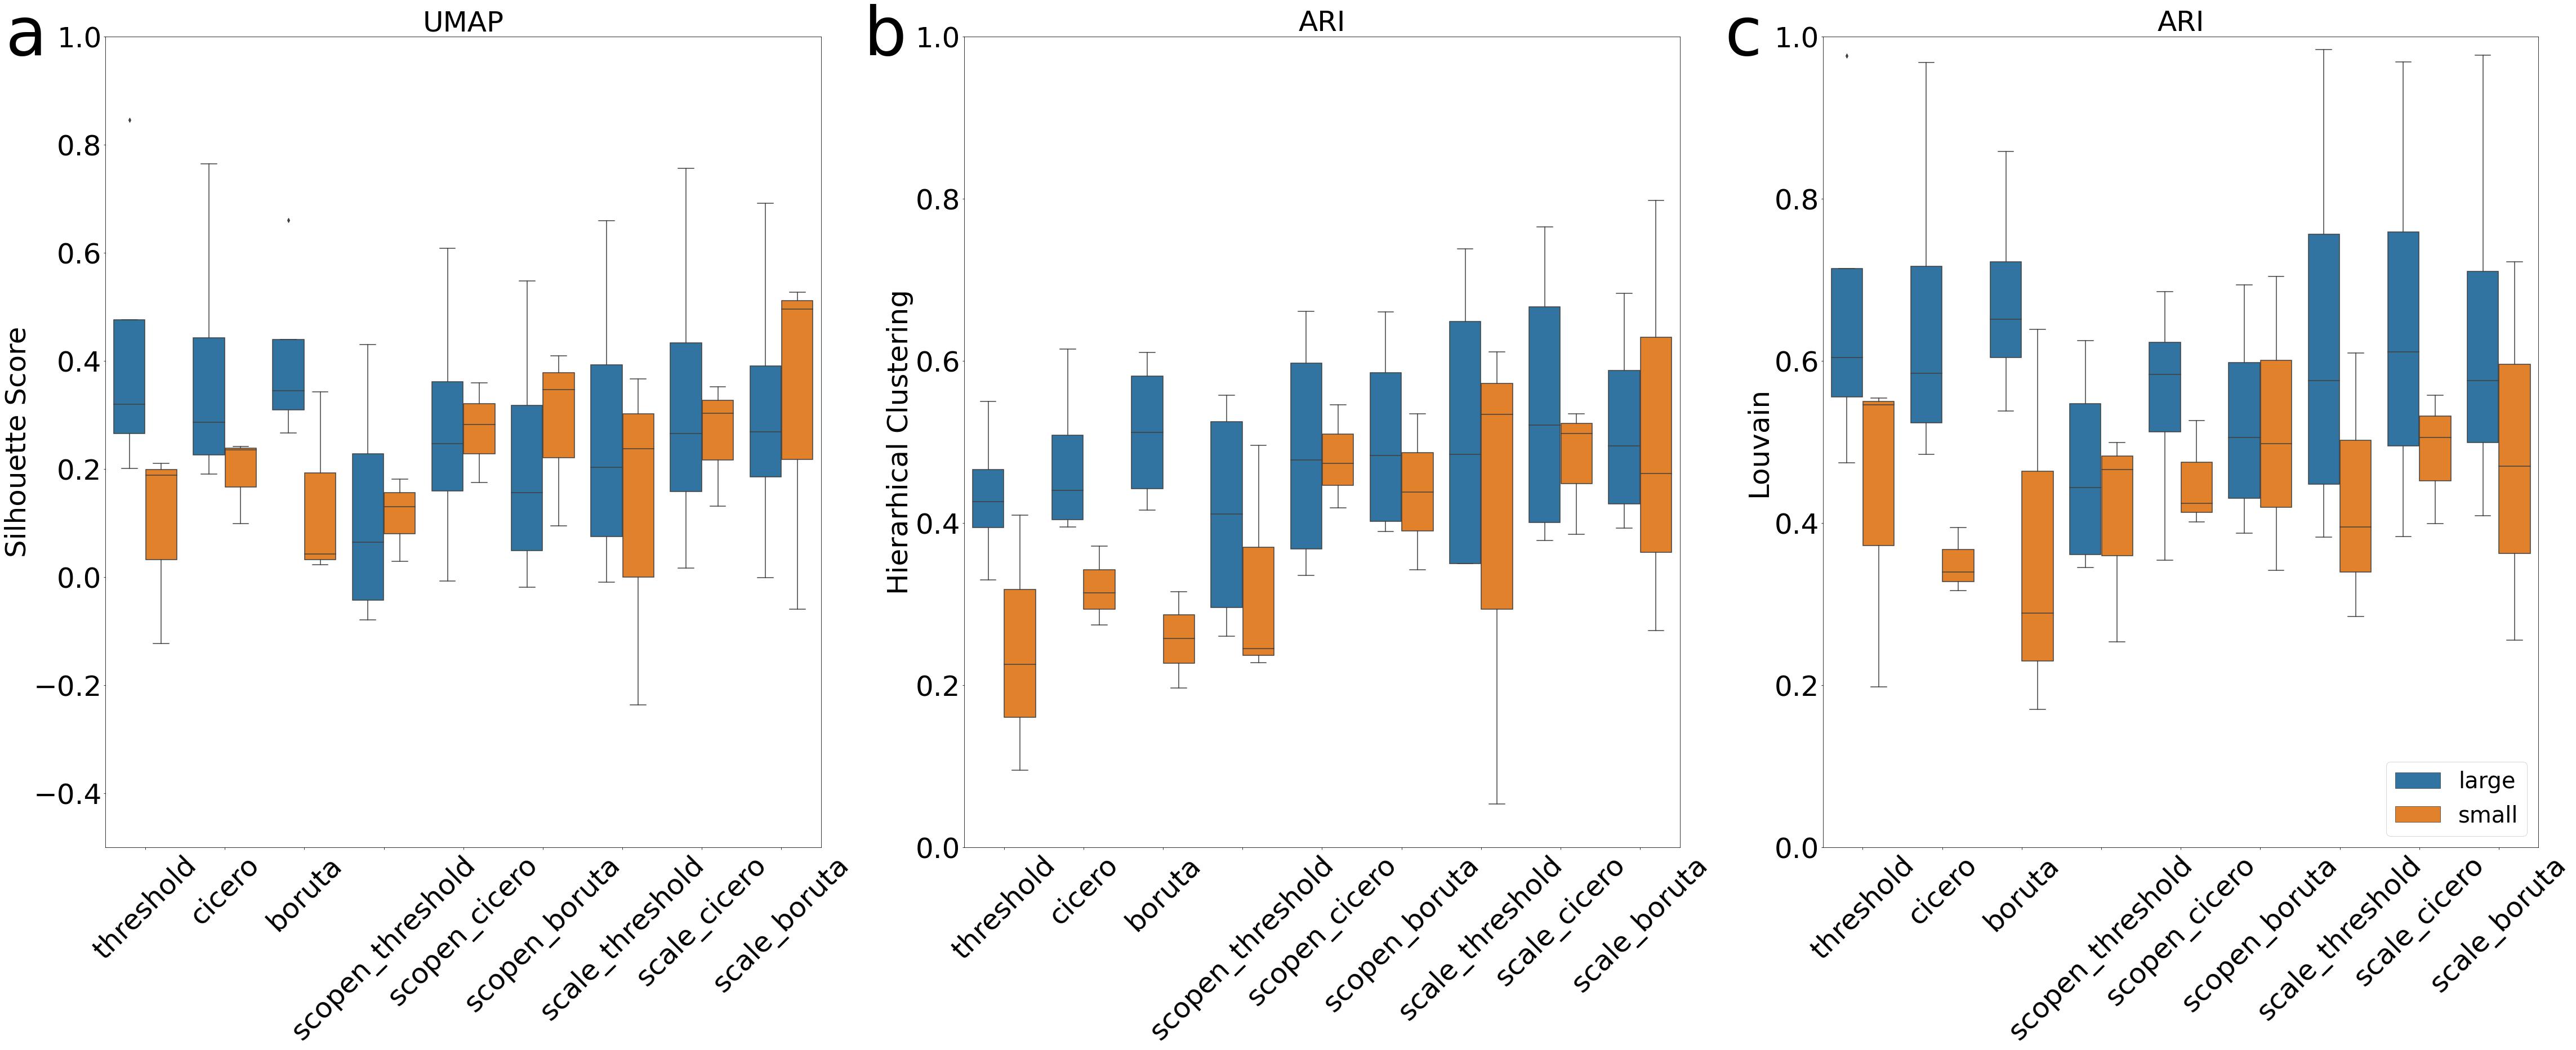 a
UMAP
Silhouette Score
1.0
0.8
0.6
0.4
0.2
0.0
−0.2
−0.4
threshold
cicero
boruta
scopen_threshold
scopen_cicero
scopen_boruta
scale_threshold
scale_cicero
scale_boruta
b
ARI
Hierarhical Clustering
1.0
0.8
0.6
0.4
0.2
0.0
threshold
cicero
boruta
scopen_threshold
scopen_cicero
scopen_boruta
scale_threshold
scale_cicero
scale_boruta
c
ARI
Louvain
1.0
0.8
0.6
0.4
0.2
0.0
large
small
threshold
cicero
boruta
scopen_threshold
scopen_cicero
scopen_boruta
scale_threshold
scale_cicero
scale_boruta